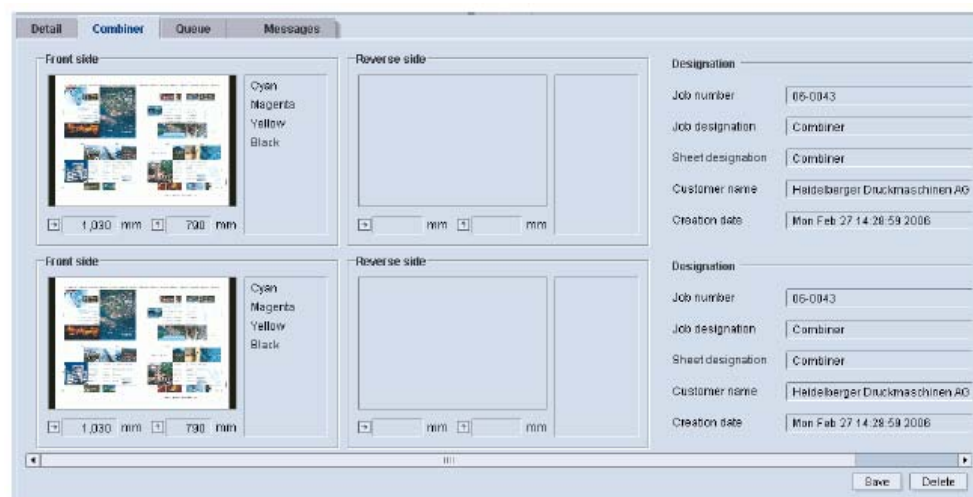 Detail Combiner Queue Messages
Front side
Cyan
Magenta
Yellow
Black
1,030 mm 790 mm
Reverse side
mm mm
Designation
Job number 06-0043
Job designation Combiner
Sheet designation Combiner
Customer name Heidelberger Druckmaschinen AG
Creation date Mon Feb 27 14:28:59 2006
Front side
Cyan
Magenta
Yellow
Black
1,030 mm 790 mm
Reverse side
mm mm
Designation
Job number 06-0043
Job designation Combiner
Sheet designation Combiner
Customer name Heidelberger Druckmaschinen AG
Creation date Mon Feb 27 14:28:59 2006
Save Delete